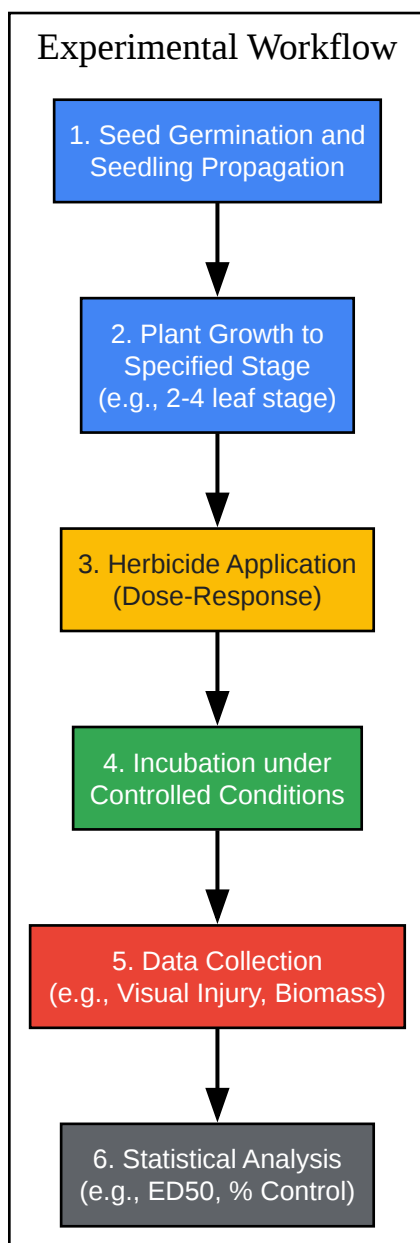 Experimental Workflow
1. Seed Germination and
Seedling Propagation
2. Plant Growth to
Specified Stage
(e.g., 2-4 leaf stage)
3. Herbicide Application
(Dose-Response)
4. Incubation under
Controlled Conditions
5. Data Collection
(e.g., Visual Injury, Biomass)
6. Statistical Analysis
(e.g., ED50, % Control)